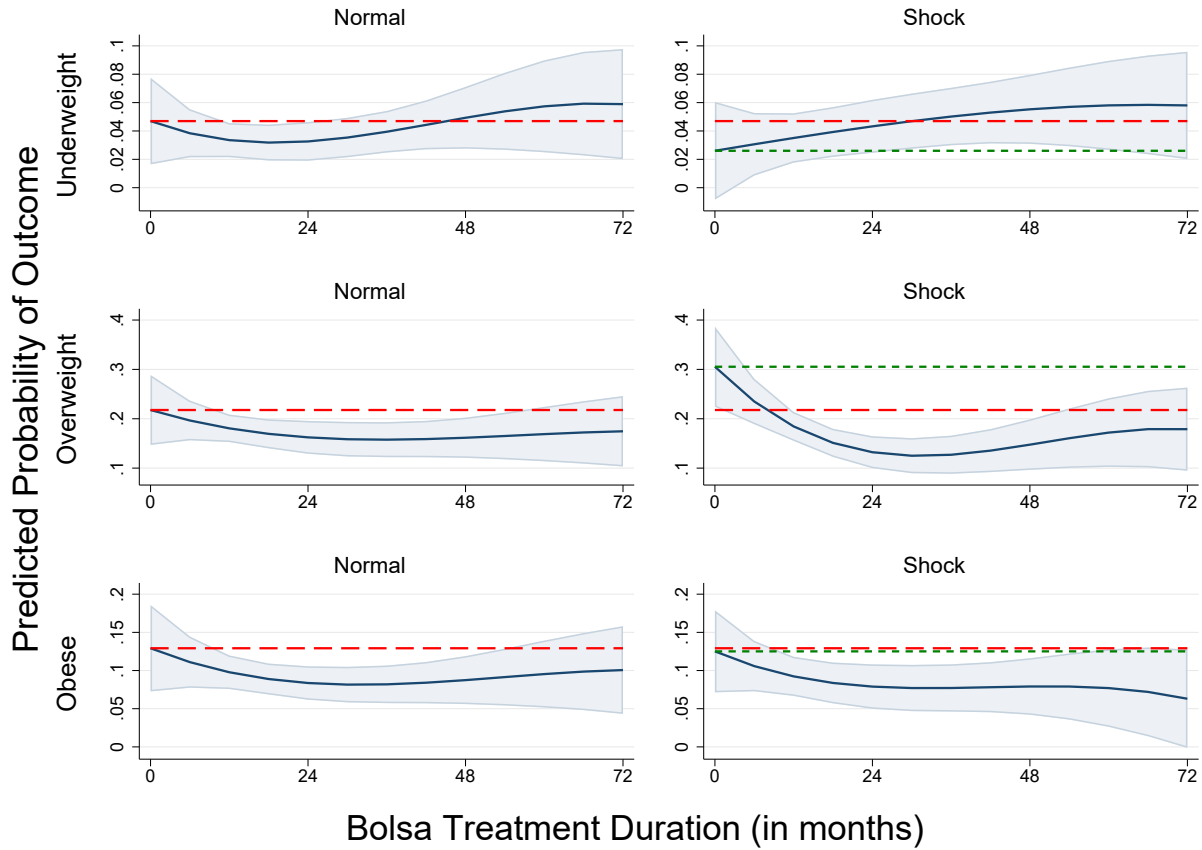 Normal
Shock
Underweight
0 .02 .04 .06 .08 .1
0 24 48 72
0 .02 .04 .06 .08 .1
0 24 48 72
Normal
Shock
Overweight
.1 .2 .3 .4
0 24 48 72
.1 .2 .3 .4
0 24 48 72
Normal
Shock
Obese
0 .05 .1 .15 .2
0 24 48 72
0 .05 .1 .15 .2
0 24 48 72
Predicted Probability of Outcome
Bolsa Treatment Duration (in months)